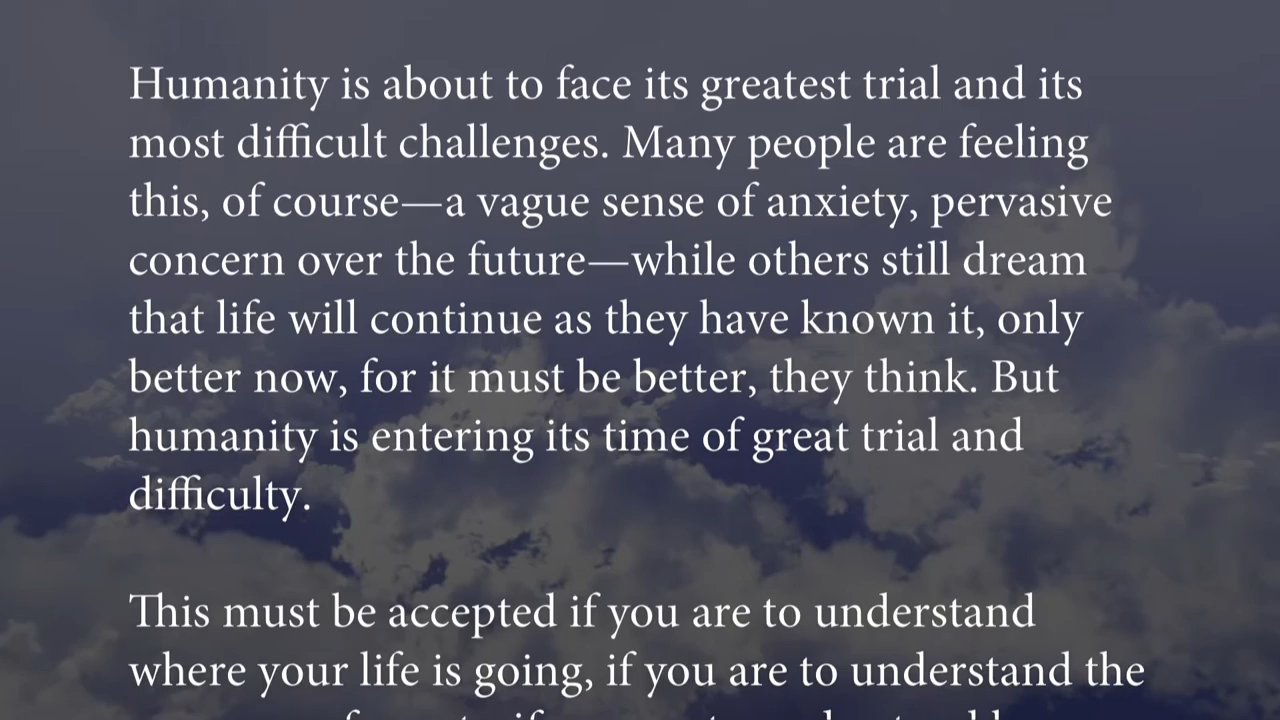 Humanity is about to face its greatest trial and its
most difficult challenges. Many people are feeling
this, of course—a vague sense of anxiety, pervasive
concern over the future—while others still dream
that life will continue as they have known it, only
better now, for it must be better, they think. But
humanity is entering its time of great trial and
difficulty.
This must be accepted if you are to understand
where your life is going, if you are to understand the